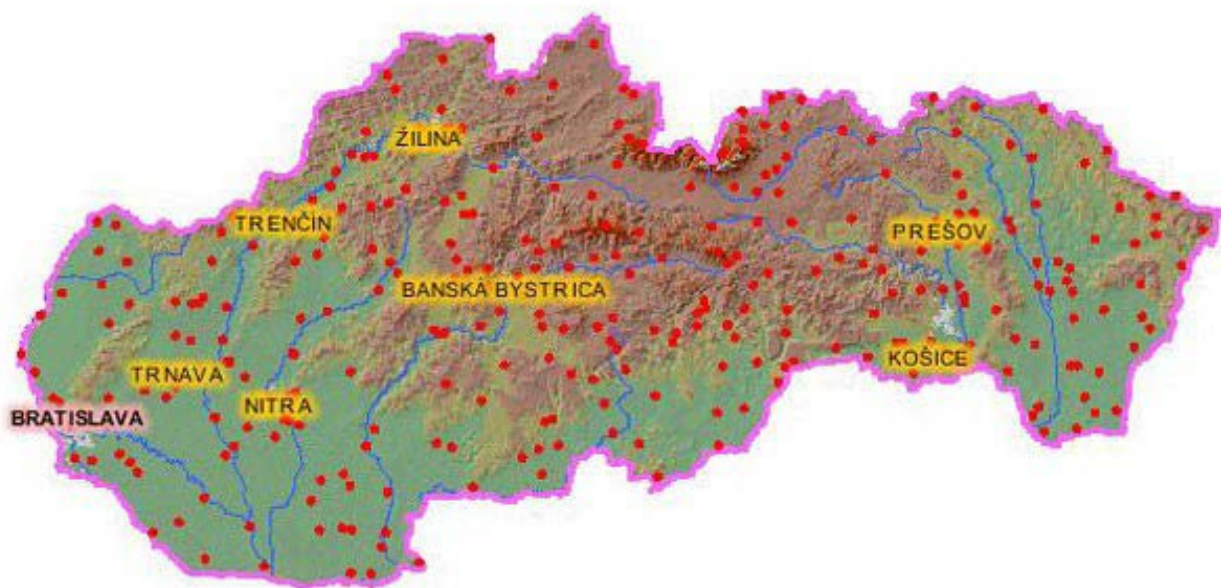 ŽILINA
TRENČÍN
PREŠOV
BANSKÁ BYSTRICA
KOŠICE
TRNAVA
NITRA
BRATISLAVA